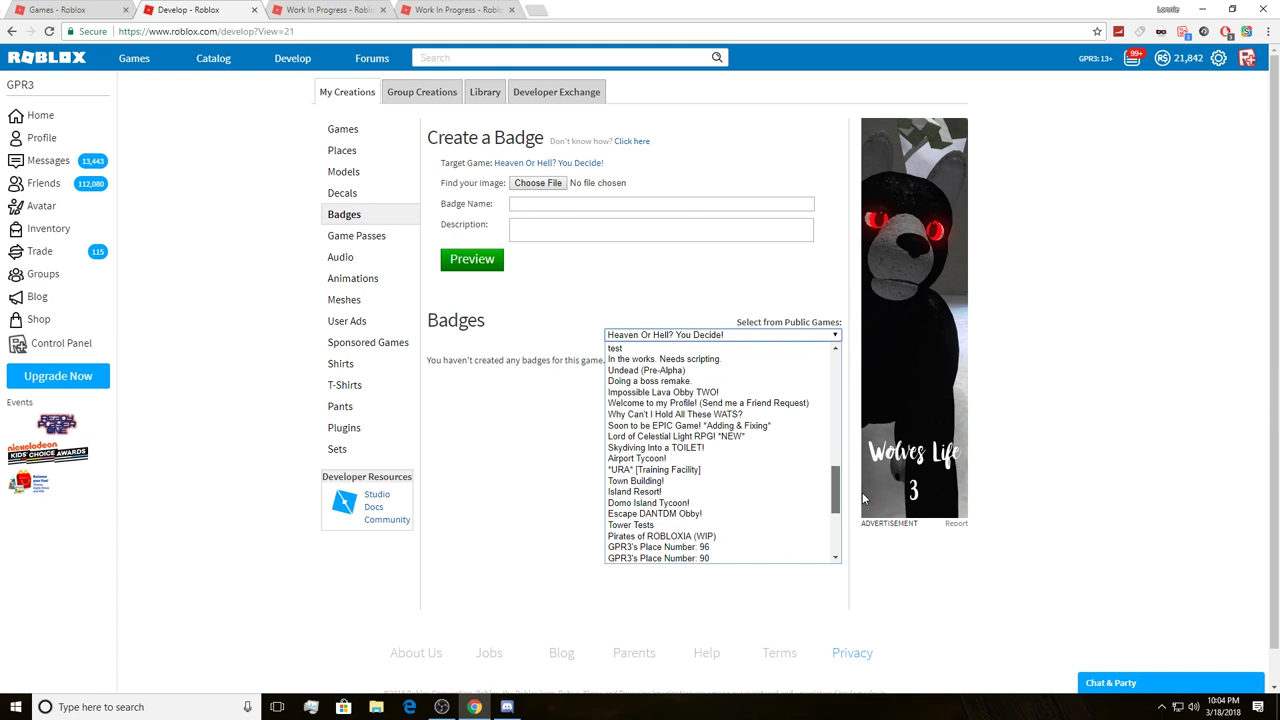 Games - Roblox
Develop - Roblox
Work In Progress - Roblo
Work In Progress - Roblo
Lonnie
Secure
https://www.roblox.com/develop?View=21
ROBLOX
Games
Catalog
Develop
Forums
Search
GPR3: 13+
99+
R$ 21,842
GPR3
Home
Profile
Messages 13,443
Friends 112,080
Avatar
Inventory
Trade 115
Groups
Blog
Shop
Control Panel
Upgrade Now
Events
READY PLAYER ONE
nickelodeon
KIDS' CHOICE AWARDS
My Creations
Group Creations
Library
Developer Exchange
Games
Places
Models
Decals
Badges
Game Passes
Audio
Animations
Meshes
User Ads
Sponsored Games
Shirts
T-Shirts
Pants
Plugins
Sets
Developer Resources
Studio
Docs
Community
Create a Badge Don't know how? Click here
Target Game: Heaven Or Hell? You Decide!
Find your image: Choose File No file chosen
Badge Name:
Description:
Preview
Badges
Select from Public Games:
Heaven Or Hell? You Decide!
You haven't created any badges for this game.
test
In the works. Needs scripting.
Undead (Pre-Alpha)
Doing a boss remake.
Impossible Lava Obby TWO!
Welcome to my Profile! (Send me a Friend Request)
Why Can't I Hold All These WATS?
Soon to be EPIC Game! *Adding & Fixing*
Lord of Celestial Light RPG! *NEW*
Skydiving Into a TOILET!
Airport Tycoon!
*URA* [Training Facility]
Town Building!
Island Resort!
Domo Island Tycoon!
Escape DANTDM Obby!
Tower Tests
Pirates of ROBLOXIA (WIP)
GPR3's Place Number: 96
GPR3's Place Number: 90
Wolves Life
3
ADVERTISEMENT
Report
About Us
Jobs
Blog
Parents
Help
Terms
Privacy
Chat & Party
Type here to search
10:04 PM
3/18/2018